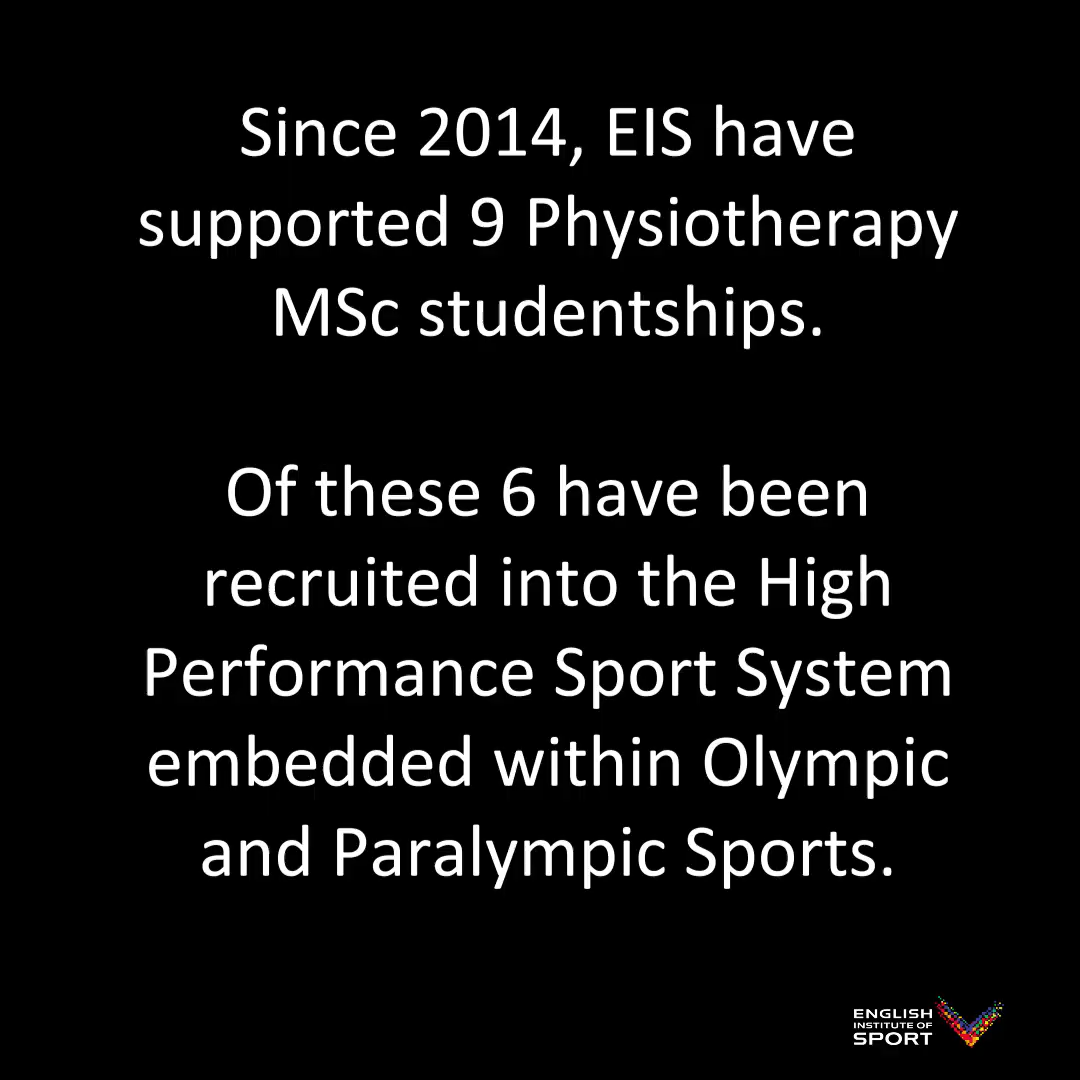 Since 2014, EIS have
supported 9 Physiotherapy
MSc studentships.
Of these 6 have been
recruited into the High
Performance Sport System
embedded within Olympic
and Paralympic Sports.
ENGLISH
INSTITUTE OF
SPORT